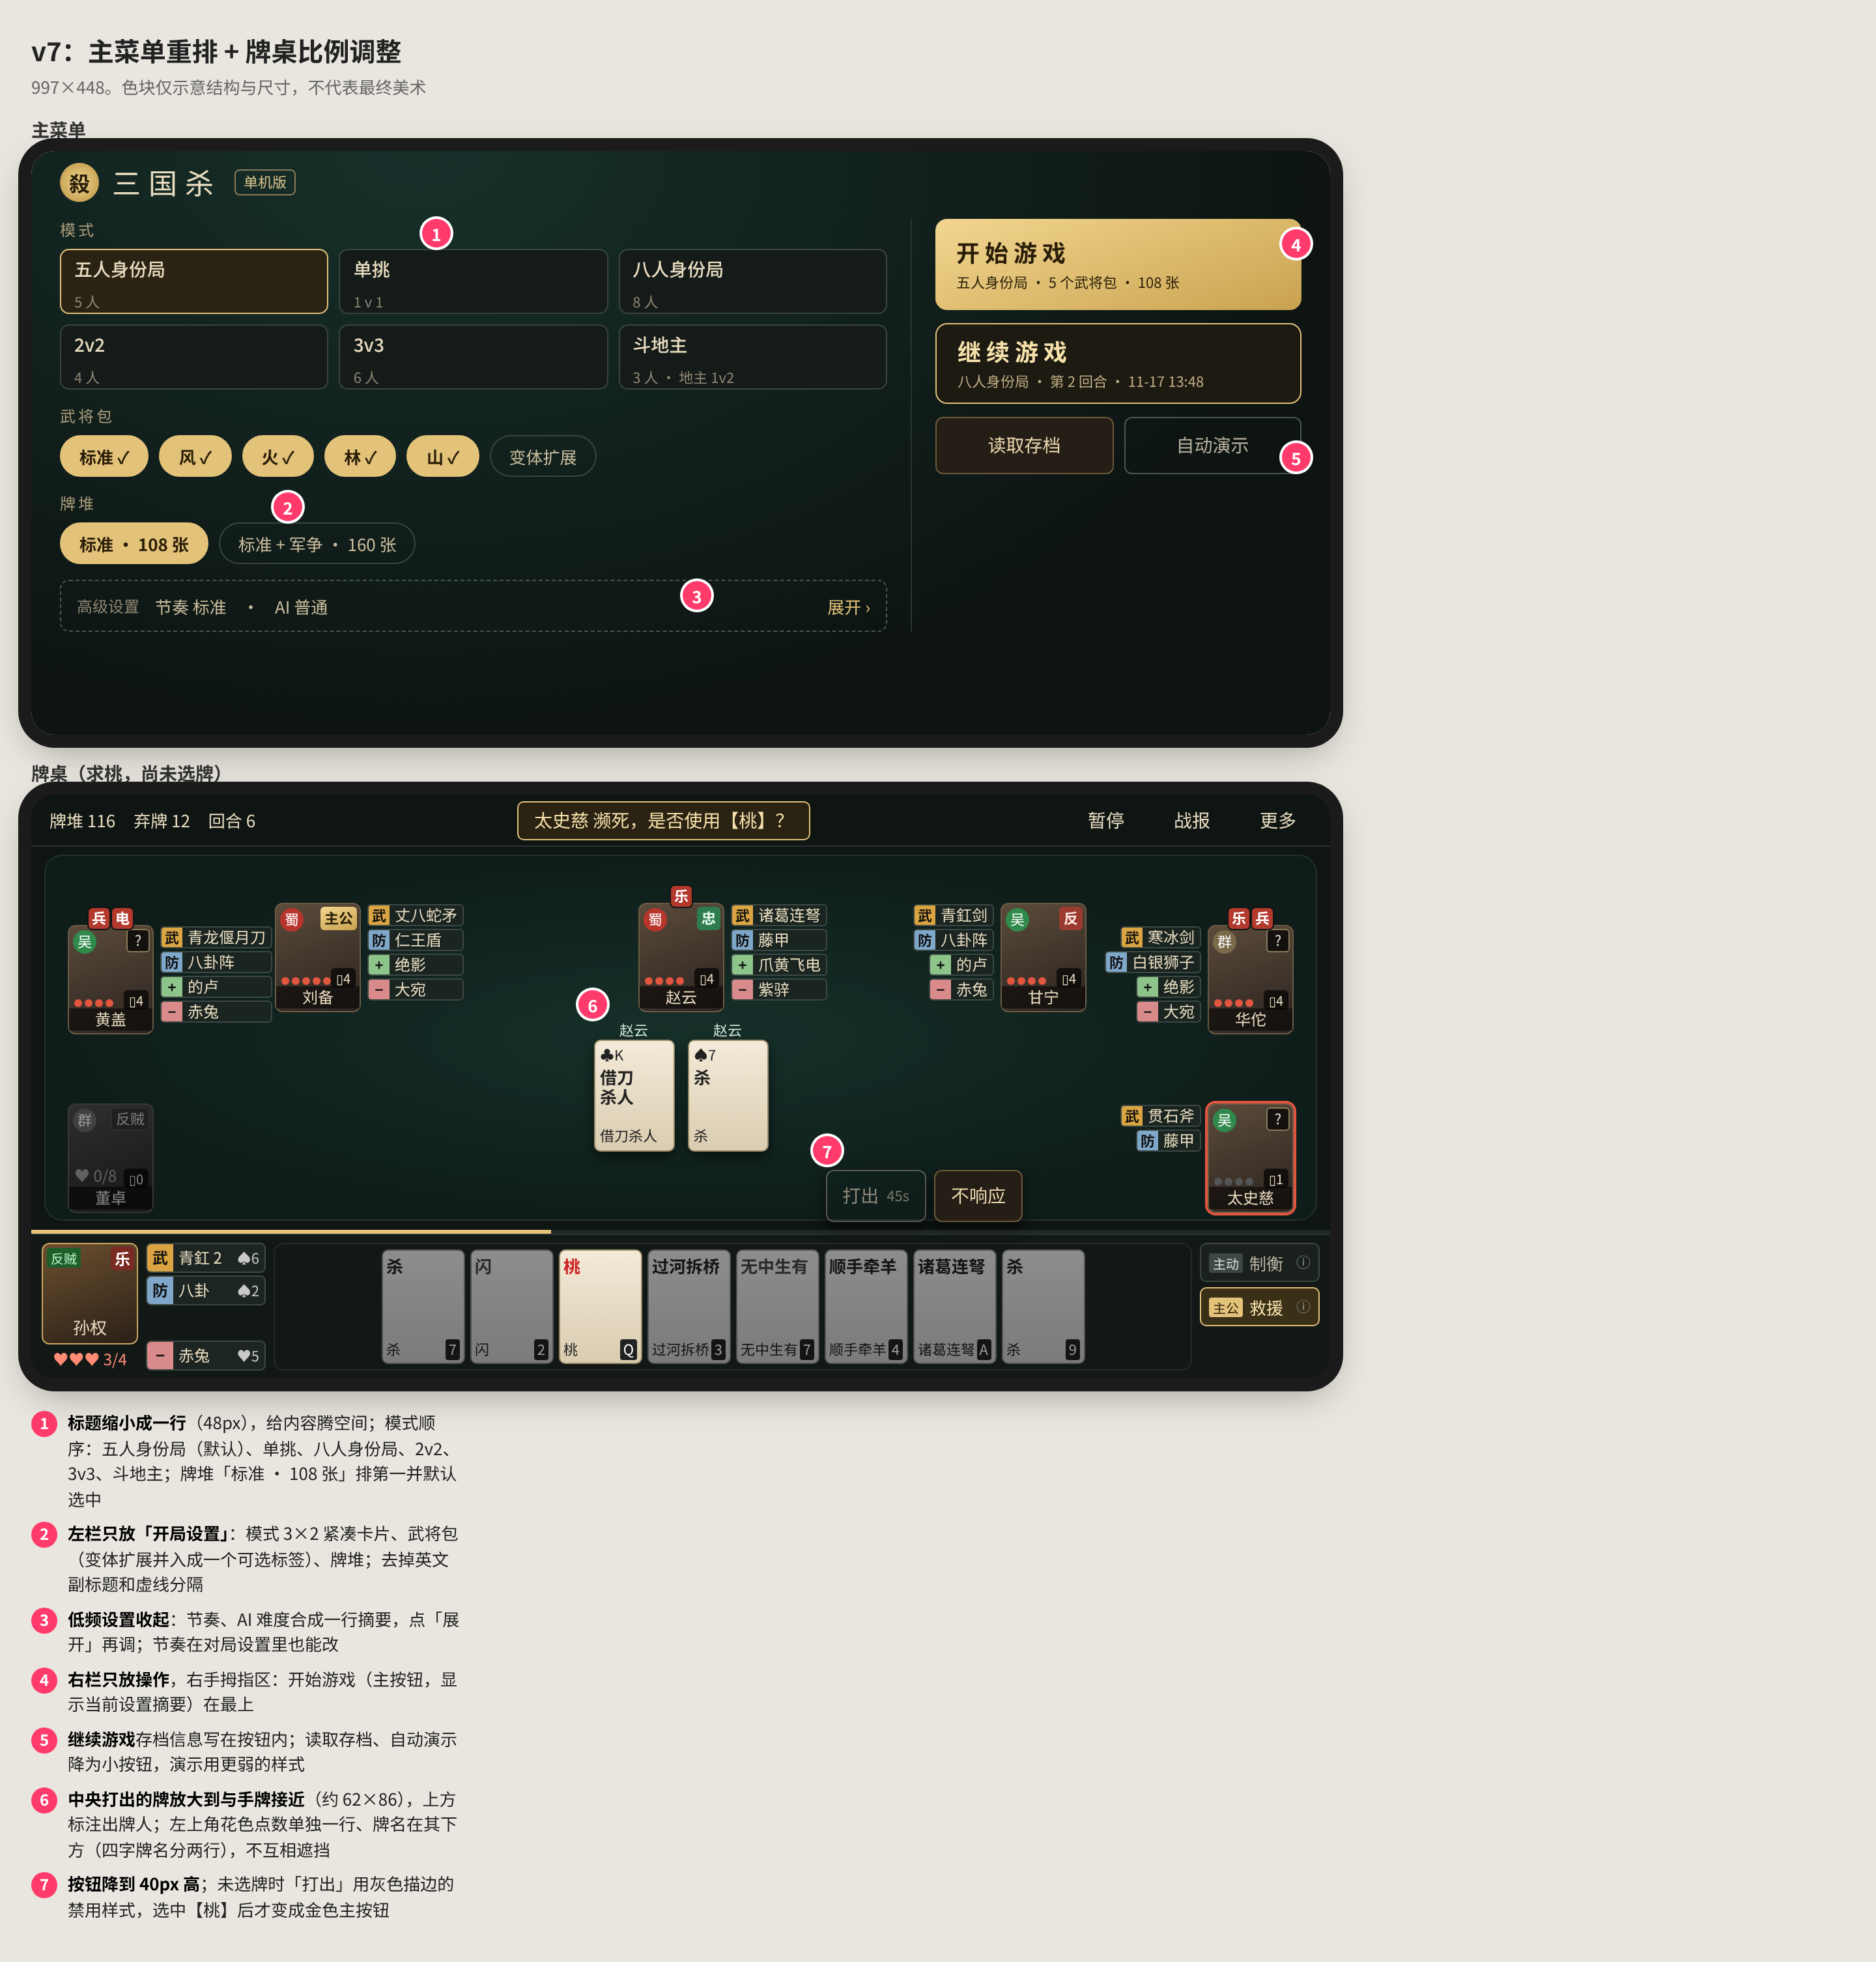 v7：主菜单重排 + 牌桌比例调整
997×448。色块仅示意结构与尺寸，不代表最终美术
主菜单
殺 三国杀 单机版
模式
1
五人身份局
5 人
单挑
1 v 1
八人身份局
8 人
2v2
4 人
3v3
6 人
斗地主
3 人 · 地主 1v2
武将包
标准 ✓ 风 ✓ 火 ✓ 林 ✓ 山 ✓ 变体扩展
牌堆
2
标准 · 108 张 标准 + 军争 · 160 张
3
高级设置 节奏 标准 · AI 普通 展开 ›
开始游戏
4
五人身份局 · 5 个武将包 · 108 张
继续游戏
八人身份局 · 第 2 回合 · 11-17 13:48
读取存档 自动演示
5
牌桌（求桃，尚未选牌）
牌堆 116 弃牌 12 回合 6
太史慈 濒死，是否使用【桃】？
暂停 战报 更多
兵 电
吴 ?
▯4
黄盖
武 青龙偃月刀
防 八卦阵
+ 的卢
− 赤兔
蜀 主公
▯4
刘备
武 丈八蛇矛
防 仁王盾
+ 绝影
− 大宛
乐
蜀 忠
▯4
赵云
武 诸葛连弩
防 藤甲
+ 爪黄飞电
− 紫骍
武 青釭剑
防 八卦阵
+ 的卢
− 赤兔
吴 反
▯4
甘宁
武 寒冰剑
防 白银狮子
+ 绝影
− 大宛
乐 兵
群 ?
▯4
华佗
6
赵云 赵云
♣K
借刀
杀人
借刀杀人
♠7
杀
杀
群 反贼
♥ 0/8 ▯0
董卓
武 贯石斧
防 藤甲
吴 ?
▯1
太史慈
7
打出 45s 不响应
反贼 乐
孙权
♥♥♥ 3/4
武 青釭 2 ♠6
防 八卦 ♠2
− 赤兔 ♥5
杀
杀 7
闪
闪 2
桃
桃 Q
过河拆桥
过河拆桥 3
无中生有
无中生有 7
顺手牵羊
顺手牵羊 4
诸葛连弩
诸葛连弩 A
杀
杀 9
主动 制衡 ⓘ
主公 救援 ⓘ
1 标题缩小成一行（48px），给内容腾空间；模式顺
序：五人身份局（默认）、单挑、八人身份局、2v2、
3v3、斗地主；牌堆「标准 · 108 张」排第一并默认
选中
2 左栏只放「开局设置」：模式 3×2 紧凑卡片、武将包
（变体扩展并入成一个可选标签）、牌堆；去掉英文
副标题和虚线分隔
3 低频设置收起：节奏、AI 难度合成一行摘要，点「展
开」再调；节奏在对局设置里也能改
4 右栏只放操作，右手拇指区：开始游戏（主按钮，显
示当前设置摘要）在最上
5 继续游戏存档信息写在按钮内；读取存档、自动演示
降为小按钮，演示用更弱的样式
6 中央打出的牌放大到与手牌接近（约 62×86），上方
标注出牌人；左上角花色点数单独一行、牌名在其下
方（四字牌名分两行），不互相遮挡
7 按钮降到 40px 高；未选牌时「打出」用灰色描边的
禁用样式，选中【桃】后才变成金色主按钮